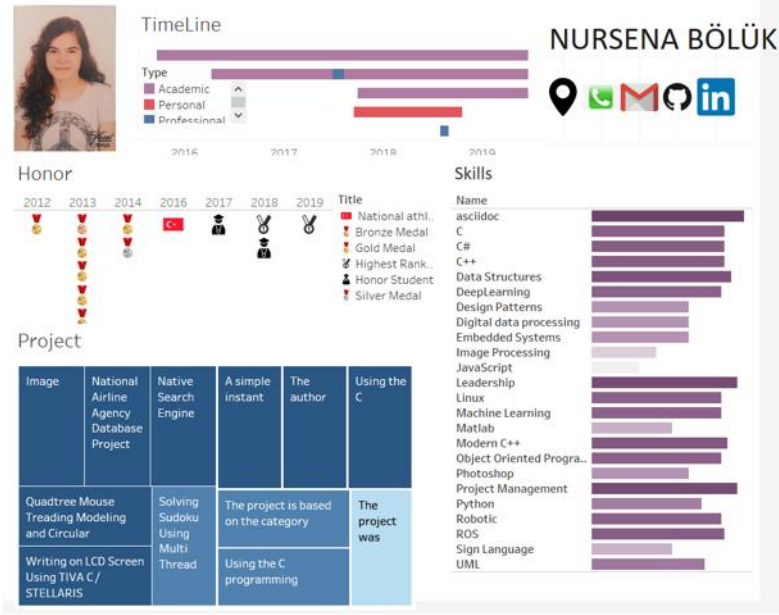 TimeLine
NURSENA BÖLÜK
Type
Academic
Personal
Professional
2016 2017 2018 2019
Honor
2012 2013 2014 2016 2017 2018 2019
Title
National athl..
Bronze Medal
Gold Medal
Highest Rank..
Honor Student
Silver Medal
Skills
Name
asciidoc
C
C#
C++
Data Structures
DeepLearning
Design Patterns
Digital data processing
Embedded Systems
Image Processing
JavaScript
Leadership
Linux
Machine Learning
Matlab
Modern C++
Object Oriented Progra..
Photoshop
Project Management
Python
Robotic
ROS
Sign Language
UML
Project
Image
National
Airline
Agency
Database
Project
Native
Search
Engine
A simple
instant
The
author
Using the
C
Quadtree Mouse
Treading Modeling
and Circular
Solving
Sudoku
Using
Multi
Thread
The project is based
on the category
The
project
was
Writing on LCD Screen
Using TIVA C /
STELLARIS
Using the C
programming
in